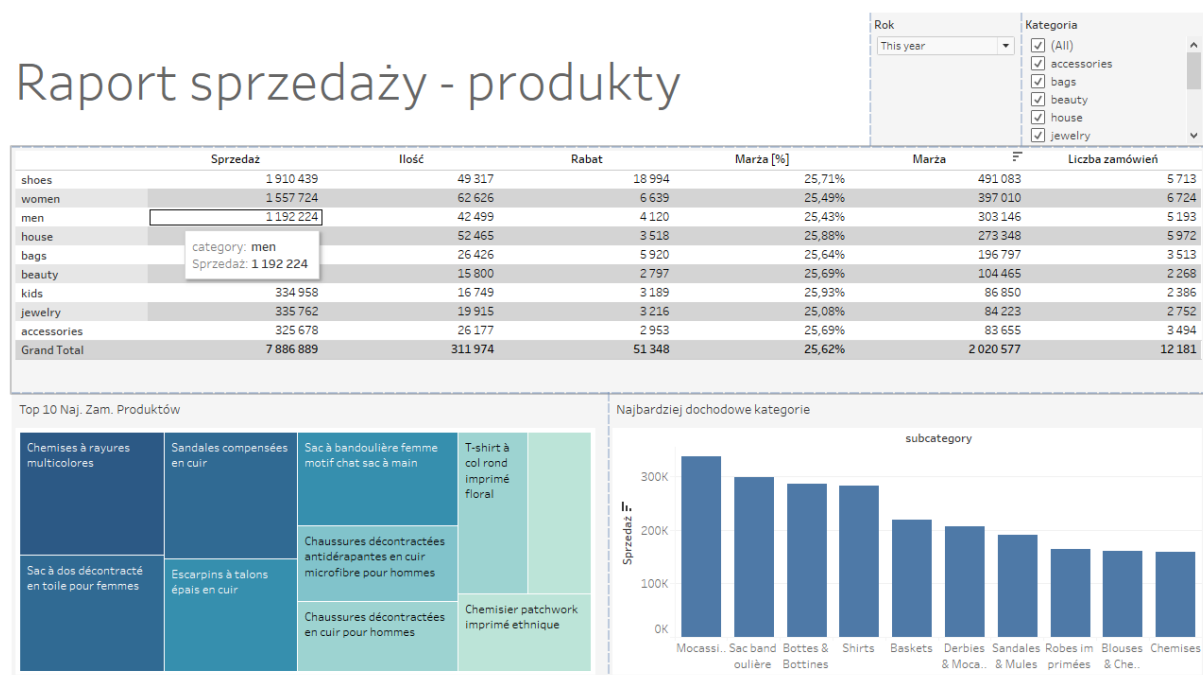 Rok
This year
Kategoria
(All)
accessories
bags
beauty
house
jewelry
Raport sprzedaży - produkty
Sprzedaż Ilość Rabat Marża [%] Marża Liczba zamówień
shoes 1 910 439 49 317 18 994 25,71% 491 083 5 713
women 1 557 724 62 626 6 639 25,49% 397 010 6 724
men 1 192 224 42 499 4 120 25,43% 303 146 5 193
house 52 465 3 518 25,88% 273 348 5 972
bags 26 426 5 920 25,64% 196 797 3 513
beauty 15 800 2 797 25,69% 104 465 2 268
kids 334 958 16 749 3 189 25,93% 86 850 2 386
jewelry 335 762 19 915 3 216 25,08% 84 223 2 752
accessories 325 678 26 177 2 953 25,69% 83 655 3 494
Grand Total 7 886 889 311 974 51 348 25,62% 2 020 577 12 181
category: men
Sprzedaż: 1 192 224
Top 10 Naj. Zam. Produktów
Chemises à rayures
multicolores
Sac à dos décontracté
en toile pour femmes
Sandales compensées
en cuir
Escarpins à talons
épais en cuir
Sac à bandoulière femme
motif chat sac à main
Chaussures décontractées
antidérapantes en cuir
microfibre pour hommes
Chaussures décontractées
en cuir pour hommes
T-shirt à
col rond
imprimé
floral
Chemisier patchwork
imprimé ethnique
Najbardziej dochodowe kategorie
subcategory
Sprzedaż
300K
200K
100K
0K
Mocassi.. Sac band Bottes & Shirts Baskets Derbies Sandales Robes im Blouses Chemises
oulière Bottines & Moca.. & Mules primées & Che..